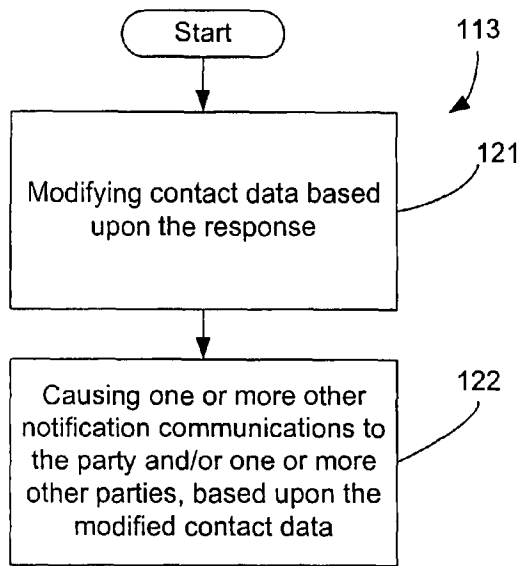 Start
113
121
Modifying contact data based
upon the response
122
Causing one or more other
notification communications to
the party and/or one or more
other parties, based upon the
modified contact data